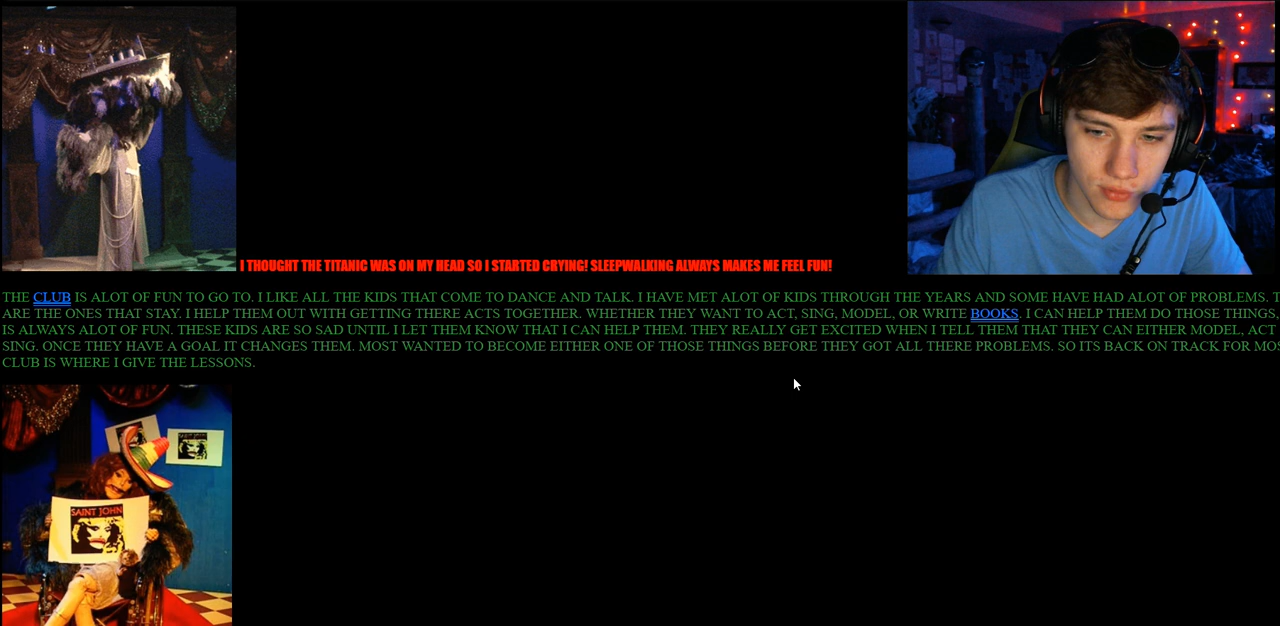 I THOUGHT THE TITANIC WAS ON MY HEAD SO I STARTED CRYING! SLEEPWALKING ALWAYS MAKES ME FEEL FUN!
THE CLUB IS ALOT OF FUN TO GO TO. I LIKE ALL THE KIDS THAT COME TO DANCE AND TALK. I HAVE MET ALOT OF KIDS THROUGH THE YEARS AND SOME HAVE HAD ALOT OF PROBLEMS.
ARE THE ONES THAT STAY. I HELP THEM OUT WITH GETTING THERE ACTS TOGETHER. WHETHER THEY WANT TO ACT, SING, MODEL, OR WRITE BOOKS. I CAN HELP THEM DO THOSE THINGS,
IS ALWAYS ALOT OF FUN. THESE KIDS ARE SO SAD UNTIL I LET THEM KNOW THAT I CAN HELP THEM. THEY REALLY GET EXCITED WHEN I TELL THEM THAT THEY CAN EITHER MODEL, ACT
SING. ONCE THEY HAVE A GOAL IT CHANGES THEM. MOST WANTED TO BECOME EITHER ONE OF THOSE THINGS BEFORE THEY GOT ALL THERE PROBLEMS. SO ITS BACK ON TRACK FOR MOS
CLUB IS WHERE I GIVE THE LESSONS.
SAINT JOHN